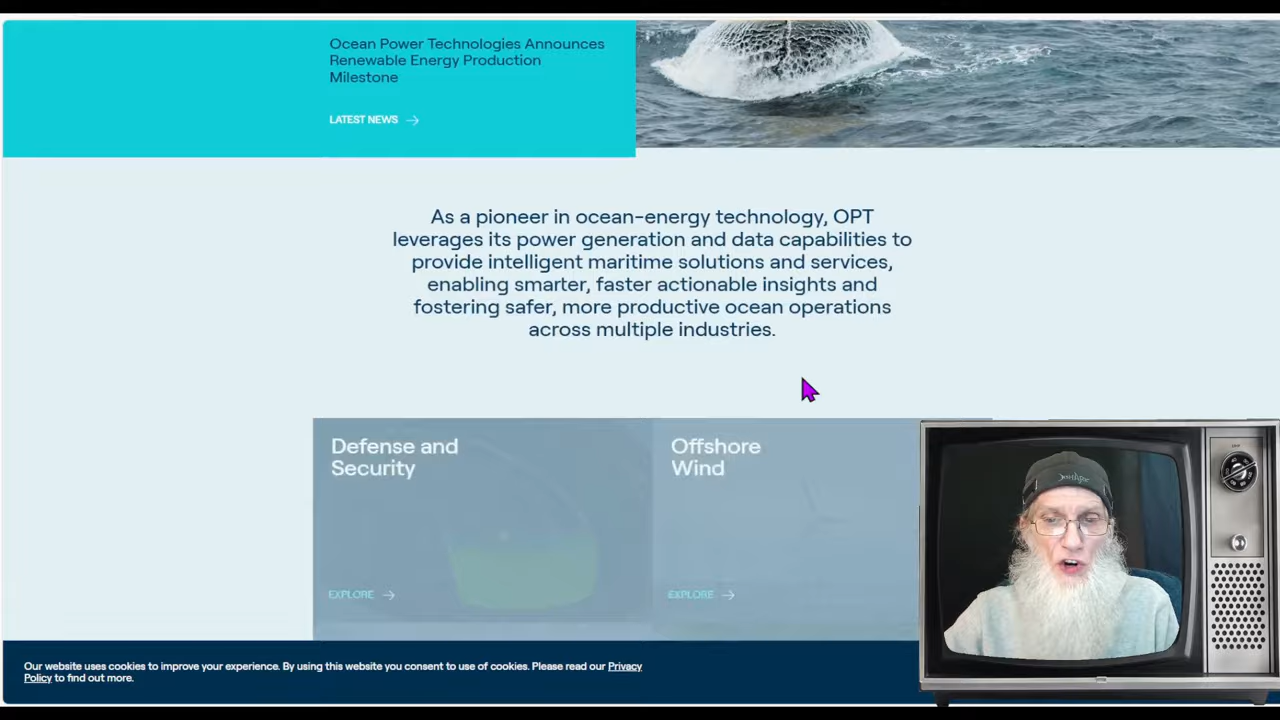 Ocean Power Technologies Announces
Renewable Energy Production
Milestone
LATEST NEWS
As a pioneer in ocean-energy technology, OPT
leverages its power generation and data capabilities to
provide intelligent maritime solutions and services,
enabling smarter, faster actionable insights and
fostering safer, more productive ocean operations
across multiple industries.
Defense and
Security
Offshore
Wind
EXPLORE
EXPLORE
Our website uses cookies to improve your experience. By using this website you consent to use of cookies. Please read our Privacy
Policy to find out more.